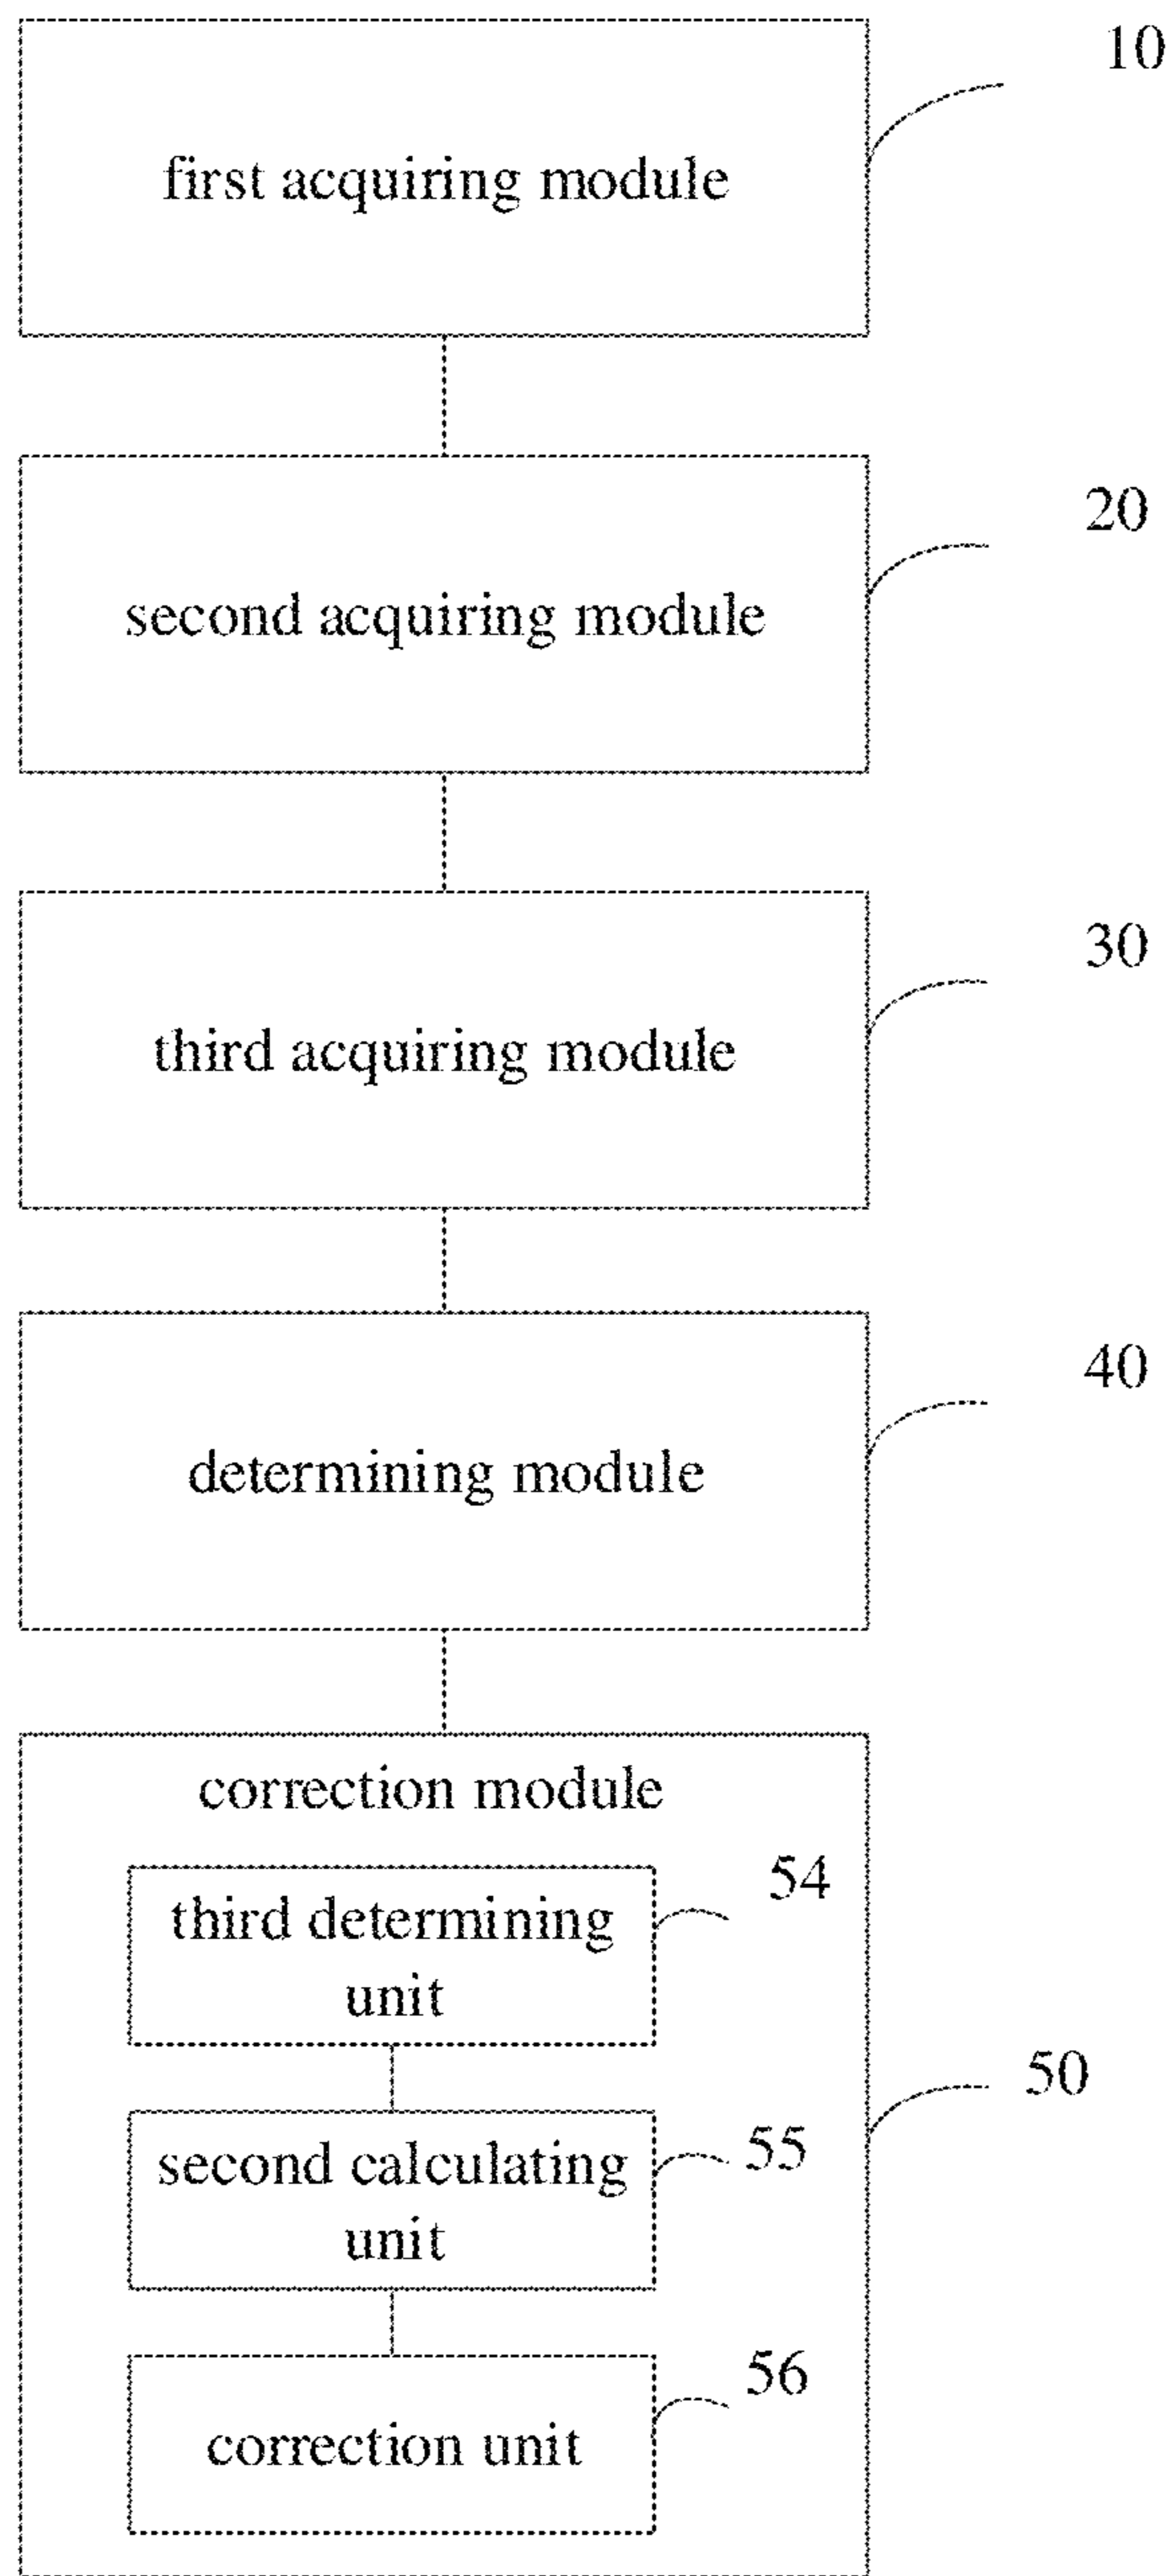 10
first acquiring module
20
second acquiring module
30
third acquiring module
40
determining module
correction module
54
third determining
unit
50
55
second calculating
unit
56
correction unit